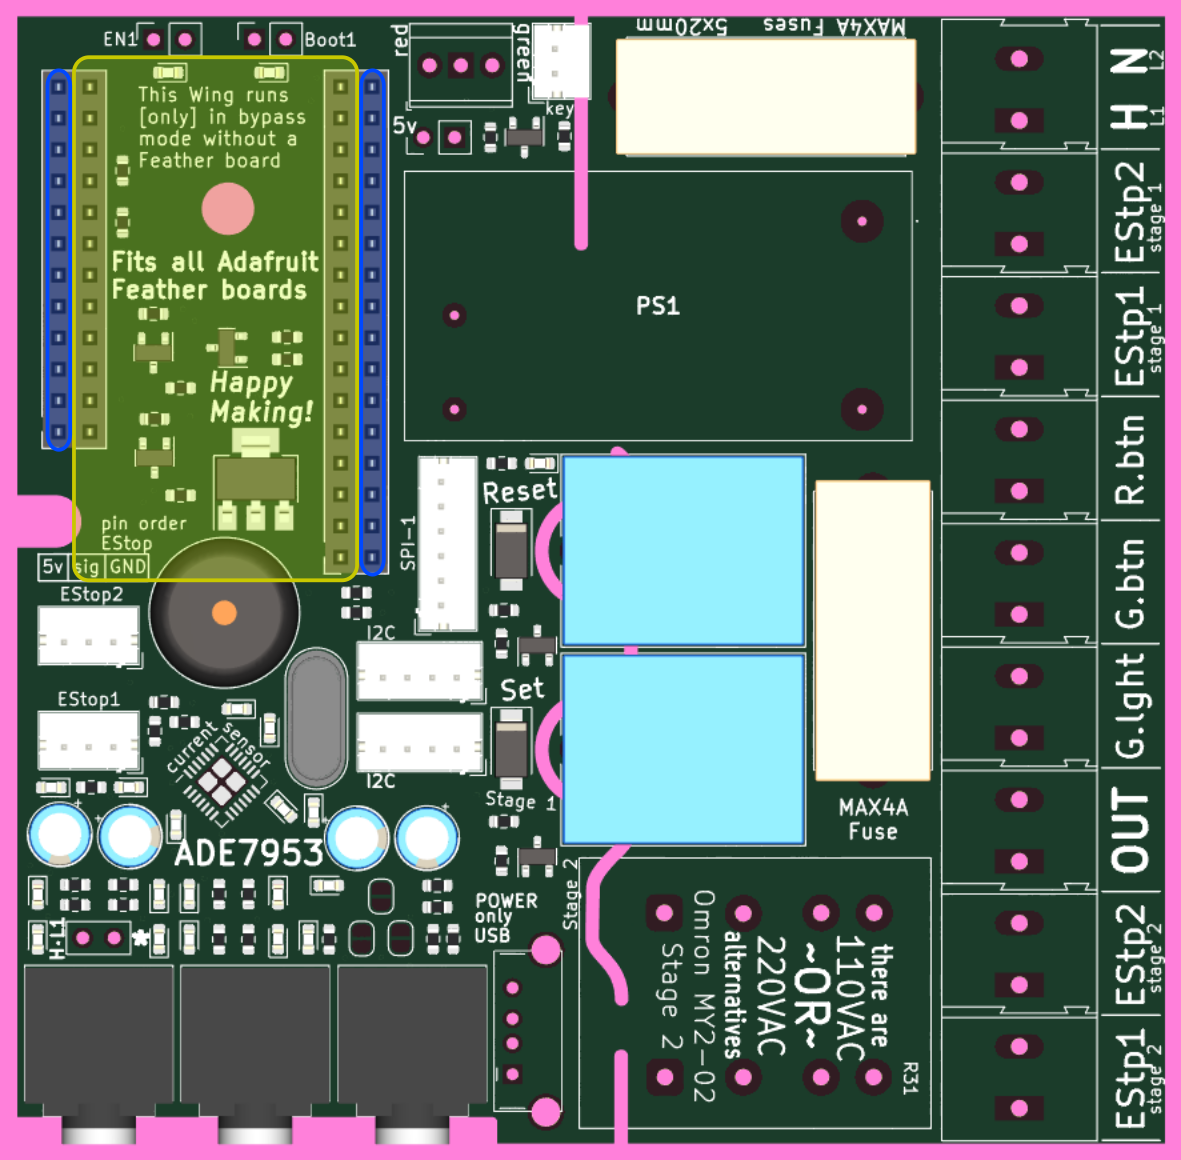 EN1
Boot1
red
green
key
5v
5x20mm Fuses MAX4A
This Wing runs
[only] in bypass
mode without a
Feather board
Fits all Adafruit
Feather boards
Happy
Making!
pin order
EStop
5v sig GND
EStop2
EStop1
PS1
SPI-1
Reset
I2C
Set
I2C
Stage 1
current
sensor
ADE7953
MAX4A
Fuse
Stage 2
POWER
only
USB
H-L1
*
Omron MY2-02
Stage 2
alternatives
220VAC
~OR~
110VAC
there are
R31
N L2
H L1
EStp2
stage 1
EStp1
stage 1
R.btn
G.btn
G.lght
OUT
EStp2
stage 2
EStp1
stage 2